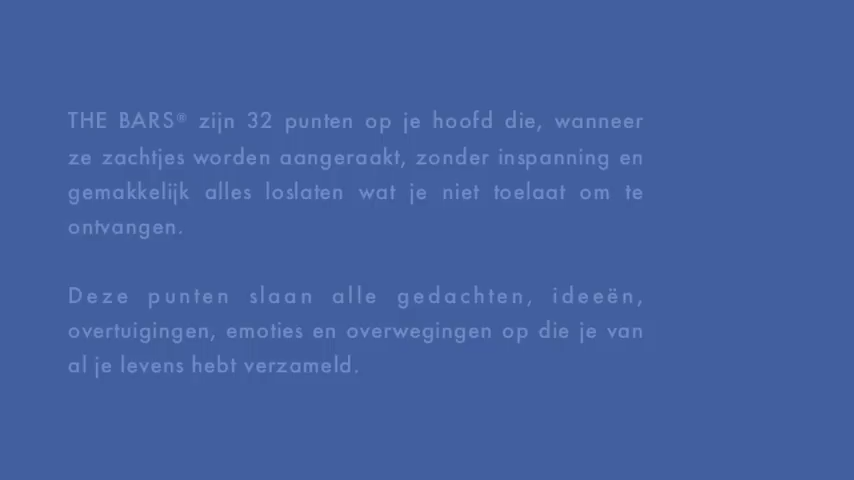 THE BARS® zijn 32 punten op je hoofd die, wanneer
ze zachtjes worden aangeraakt, zonder inspanning en
gemakkelijk alles loslaten wat je niet toelaat om te
ontvangen.
Deze punten slaan alle gedachten, ideeën,
overtuigingen, emoties en overwegingen op die je van
al je levens hebt verzameld.